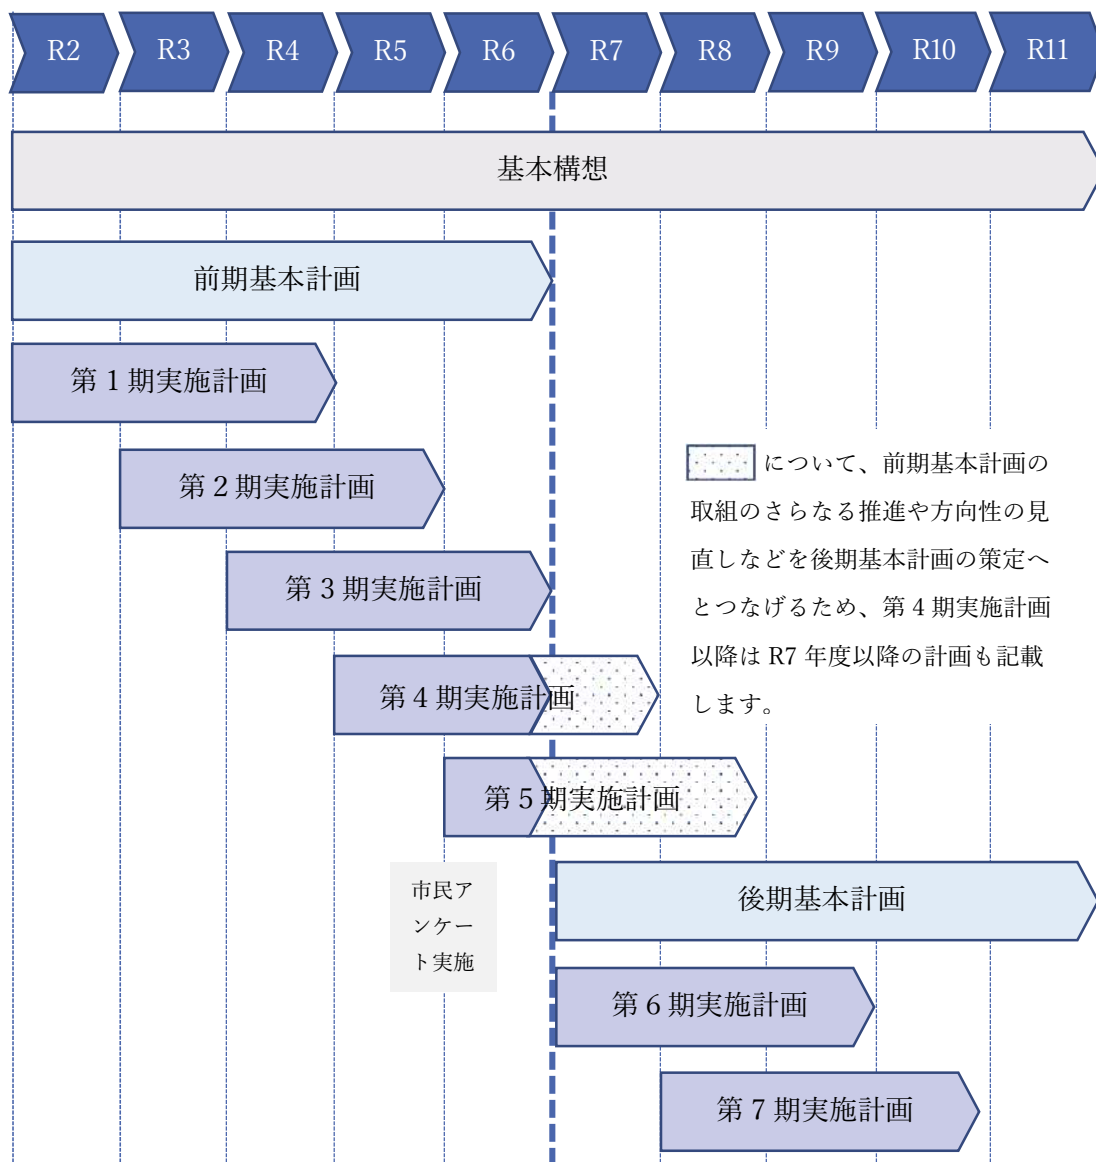 R2 R3 R4 R5 R6 R7 R8 R9 R10 R11
基本構想
前期基本計画
第1期実施計画
第2期実施計画
第3期実施計画
について、前期基本計画の
取組のさらなる推進や方向性の見
直しなどを後期基本計画の策定へ
とつなげるため、第4期実施計画
以降は R7 年度以降の計画も記載
します。
第4期実施計画
第5期実施計画
市民ア
ンケー
ト実施
後期基本計画
第6期実施計画
第7期実施計画